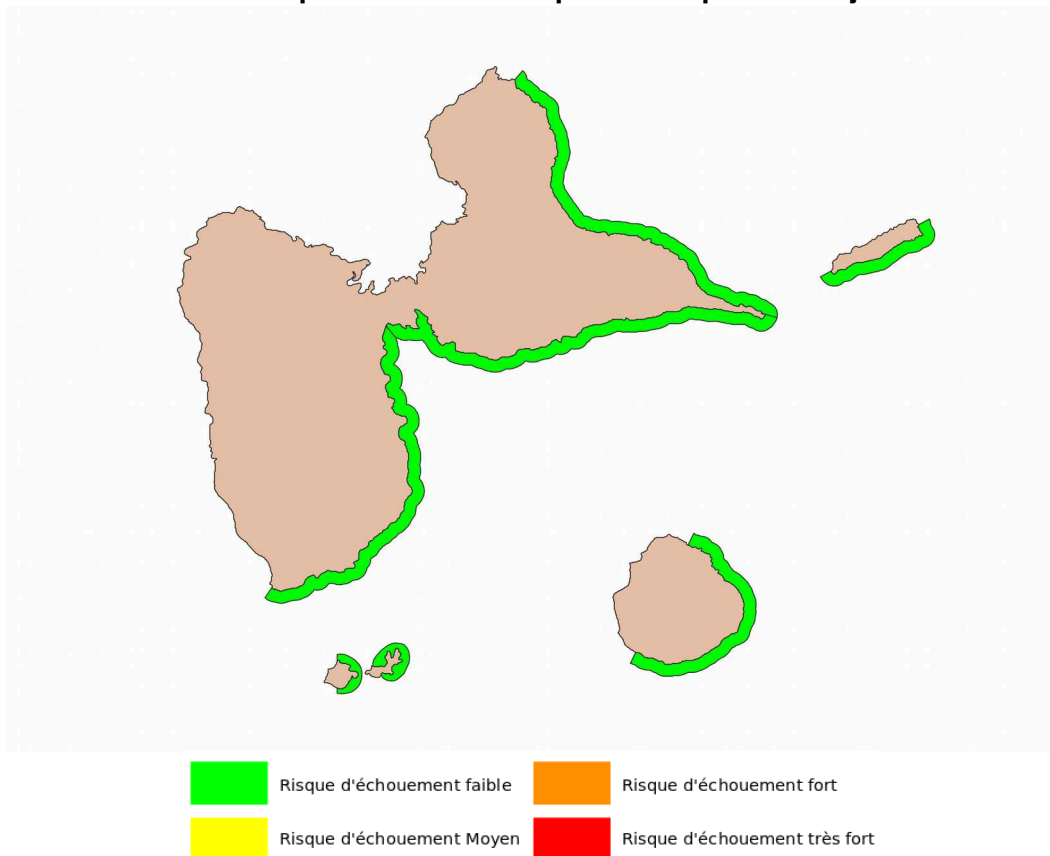 Risque d'échouement faible
Risque d'échouement fort
Risque d'échouement Moyen
Risque d'échouement très fort